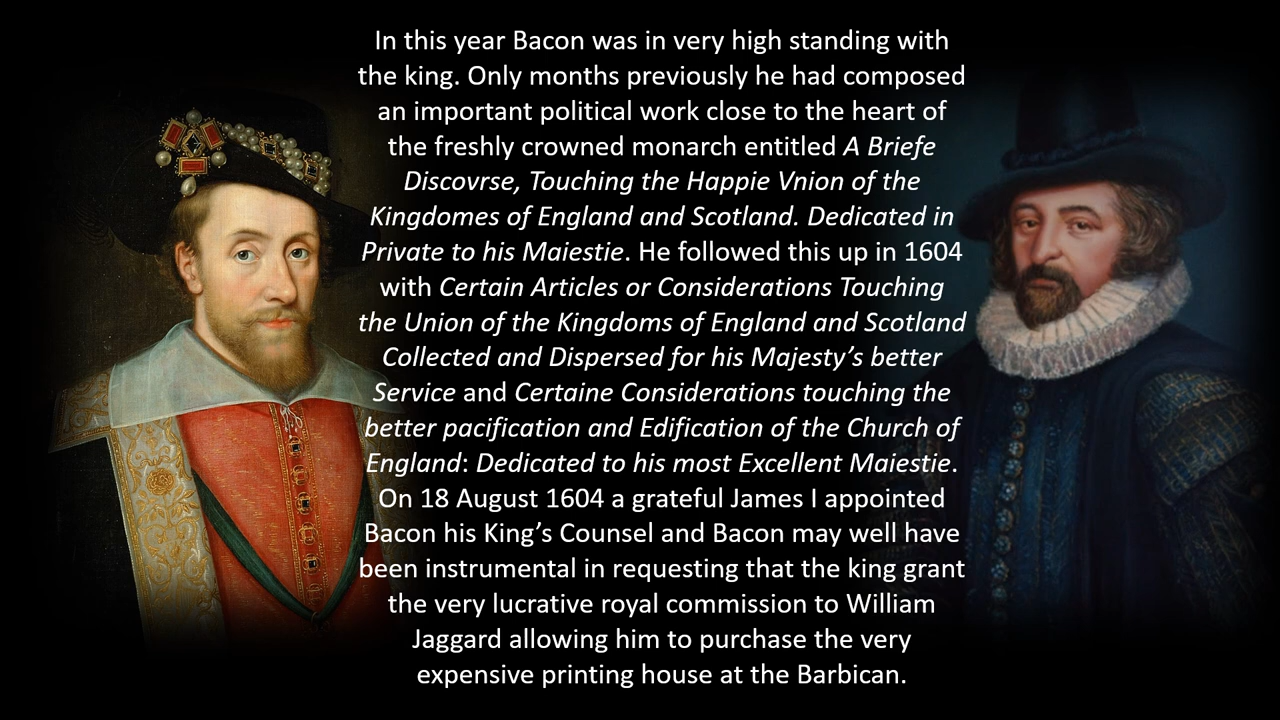 In this year Bacon was in very high standing with
the king. Only months previously he had composed
an important political work close to the heart of
the freshly crowned monarch entitled A Briefe
Discovrse, Touching the Happie Vnion of the
Kingdomes of England and Scotland. Dedicated in
Private to his Maiestie. He followed this up in 1604
with Certain Articles or Considerations Touching
the Union of the Kingdoms of England and Scotland
Collected and Dispersed for his Majesty’s better
Service and Certaine Considerations touching the
better pacification and Edification of the Church of
England: Dedicated to his most Excellent Maiestie.
On 18 August 1604 a grateful James I appointed
Bacon his King’s Counsel and Bacon may well have
been instrumental in requesting that the king grant
the very lucrative royal commission to William
Jaggard allowing him to purchase the very
expensive printing house at the Barbican.